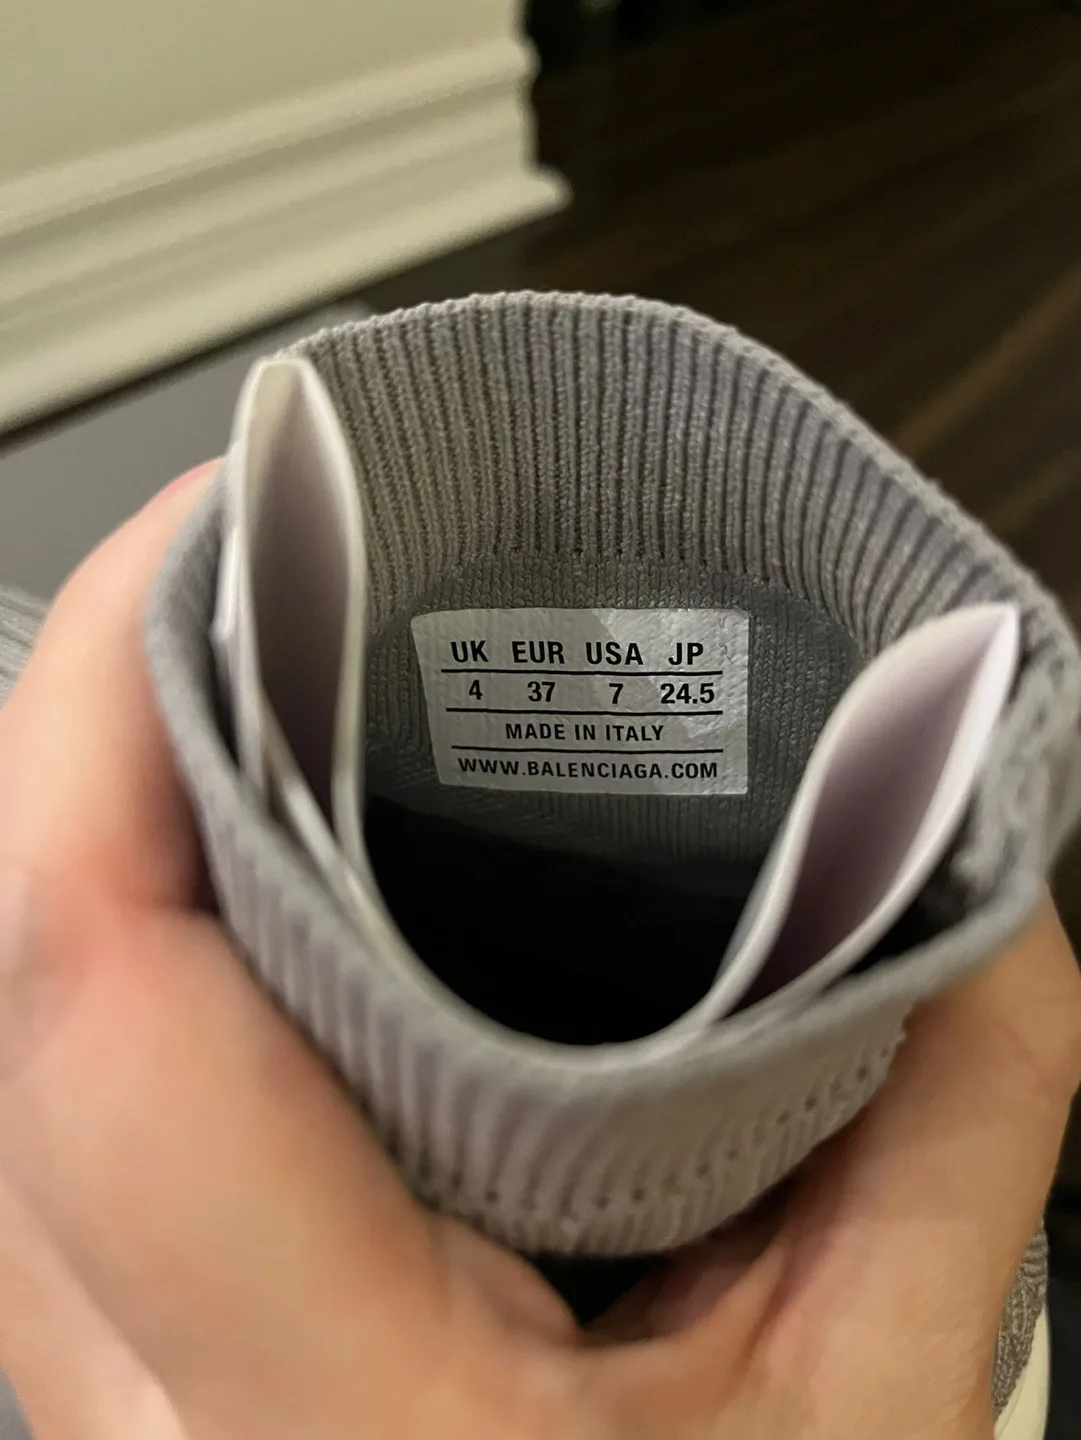 UK EUR USA JP
4 37 7 24.5
MADE IN ITALY
WWW.BALENCIAGA.COM